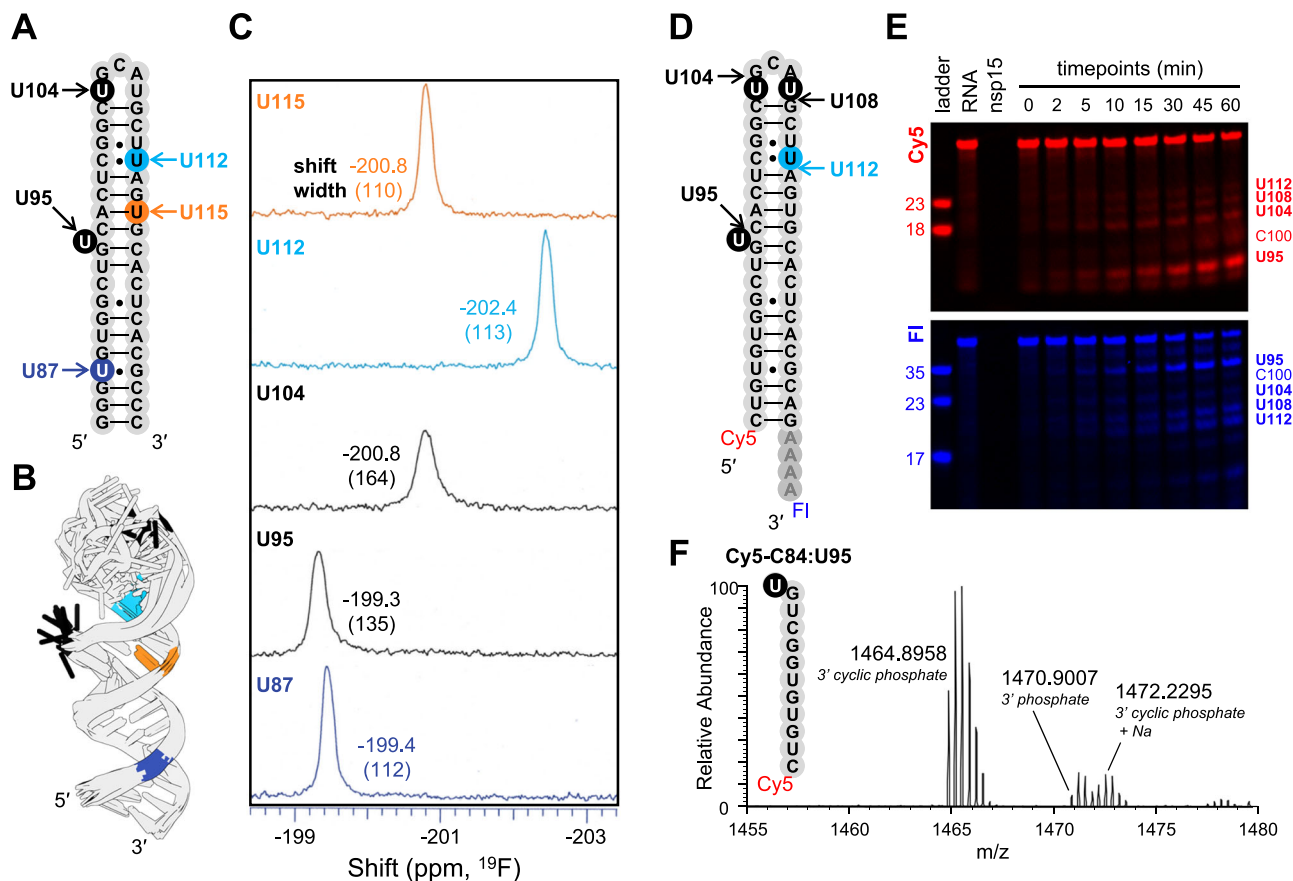 A
G C A
U104
U C G G C U C A C
U95
U
G U C G G U G
U87
U G G G
5′
U G C U U A G U G C A C U C A C G C C C
U112
U115
3′
B
5′
3′
C
U115
shift
width
-200.8
(110)
U112
-202.4
(113)
U104
-200.8
(164)
U95
-199.3
(135)
U87
-199.4
(112)
-199
-201
-203
Shift (ppm, ¹⁹F)
D
G C A
U104
U C G G C U C A C
U95
U
G U C G G U G U G U C
Cy5
5′
U G C U U A G U G C A C U C A C G C A G A A A A
U108
U112
3′
FI
E
ladder
RNA
nsp15
timepoints (min)
0 2 5 10 15 30 45 60
Cy5
23
18
U112
U108
U104
C100
U95
FI
35
23
17
U95
C100
U104
U108
U112
F
Cy5-C84:U95
U G U C G G U G U G U C
Cy5
Relative Abundance
100
50
0
1464.8958
3′ cyclic phosphate
1470.9007
3′ phosphate
1472.2295
3′ cyclic phosphate
+ Na
1455 1460 1465 1470 1475 1480
m/z